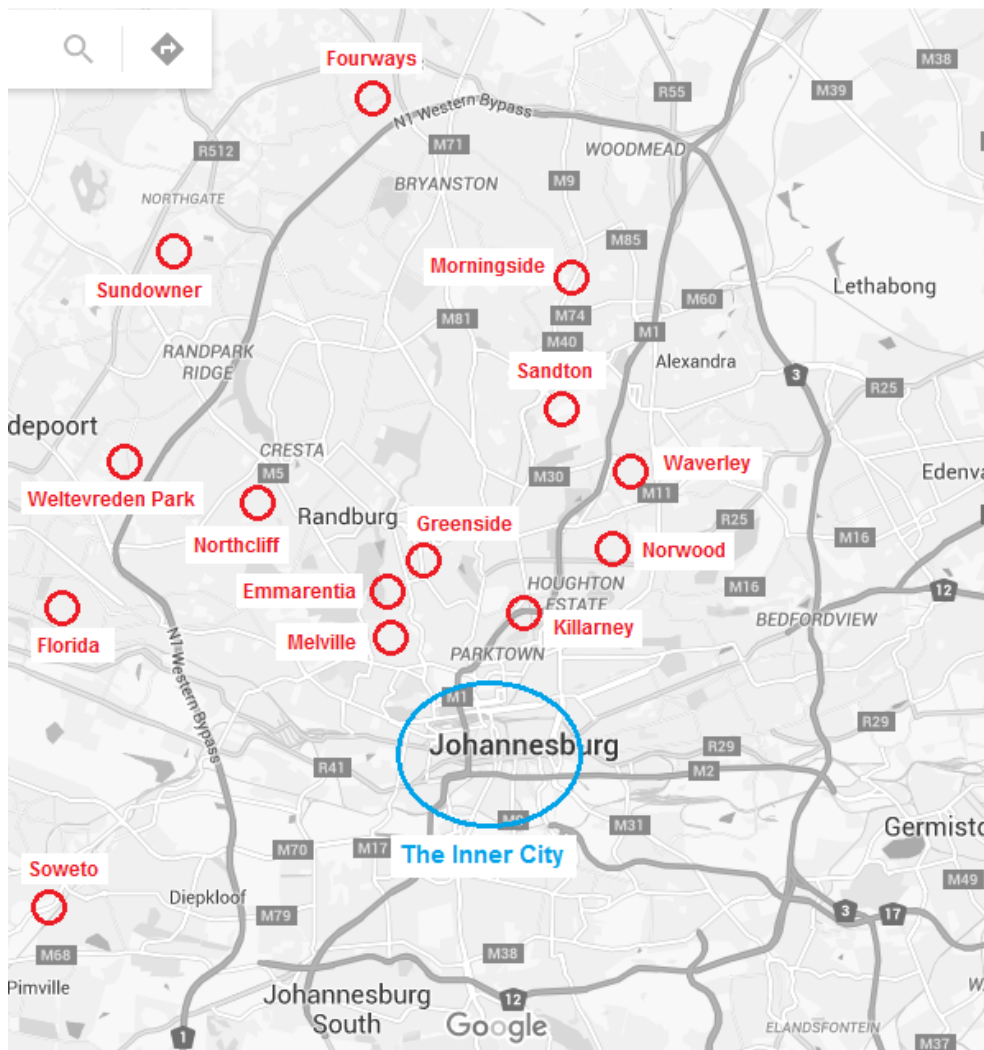 Fourways
M38
R55
M39
N1 Western Bypass
M71
WOODMEAD
R512
BRYANSTON
M9
NORTHGATE
M85
Morningside
Sundowner
Lethabong
M60
M74
M81
M1
M40
RANDPARK
RIDGE
Alexandra
Sandton
3
R25
depoort
CRESTA
Waverley
M5
M30
Edenva
Weltevreden Park
M11
Randburg
Greenside
R25
Northcliff
M16
Norwood
Emmarentia
HOUGHTON
ESTATE
M16
12
BEDFORDVIEW
Florida
Melville
Killarney
N1 Western Bypass
PARKTOWN
M1
R29
Johannesburg
R29
R41
M2
M31
Germisto
M70
M17
The Inner City
Soweto
M49
Diepkloof
M79
3
17
M68
M38
Pimville
Johannesburg
South
12
Google
1
ELANDSFONTEIN
M37